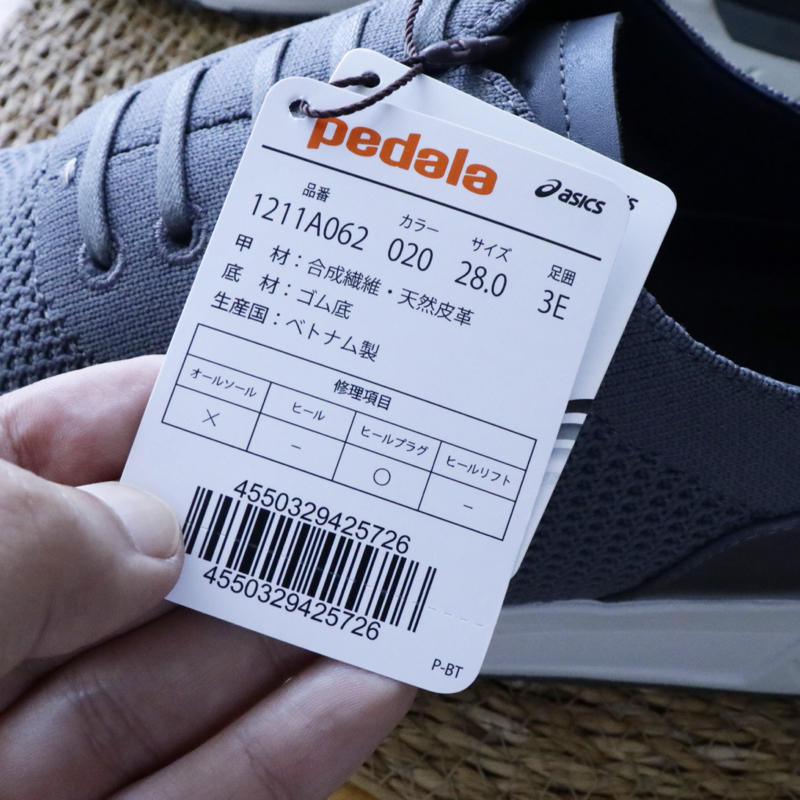 pedala
asics
品番 カラー サイズ 足囲
1211A062 020 28.0 3E
甲 材：合成繊維・天然皮革
底 材：ゴム底
生産国：ベトナム製
修理項目
オールソール ヒール ヒールプラグ ヒールリフト
× － ○ －
4550329425726
4550329425726
P-BT